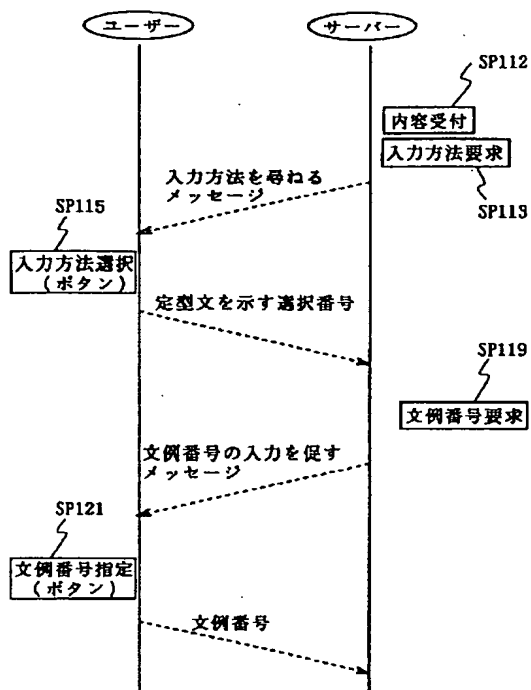 ユーザー
サーバー
SP112
内容受付
入力方法要求
SP113
入力方法を尋ねる
メッセージ
SP115
入力方法選択
(ボタン)
定型文を示す選択番号
SP119
文例番号要求
文例番号の入力を促す
メッセージ
SP121
文例番号指定
(ボタン)
文例番号